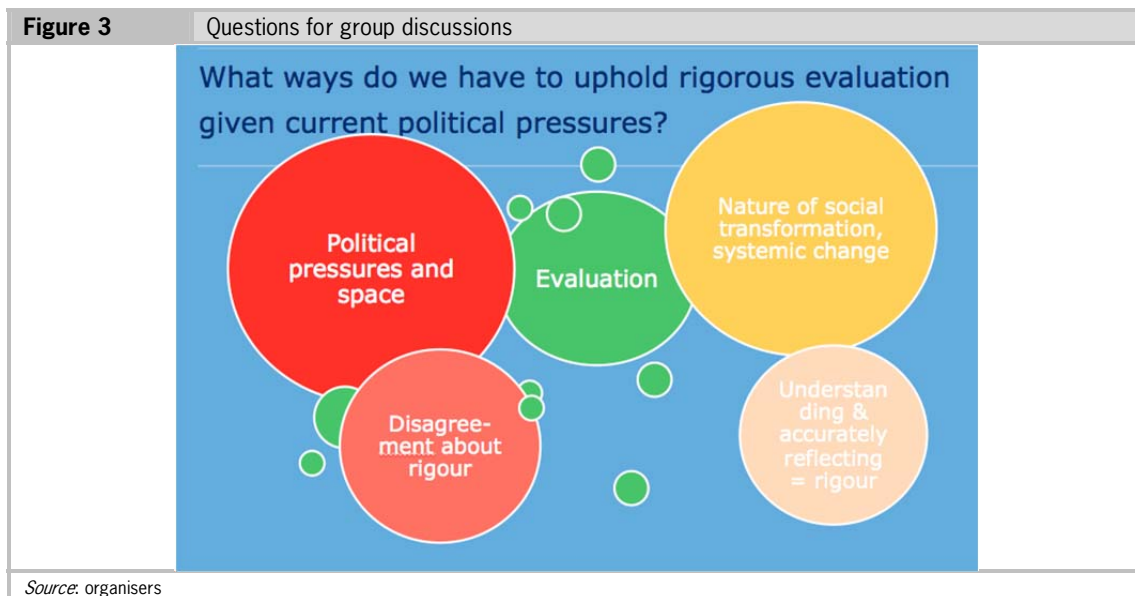 Figure 3 Questions for group discussions
What ways do we have to uphold rigorous evaluation
given current political pressures?
Political
pressures and
space
Evaluation
Nature of social
transformation,
systemic change
Disagree-
ment about
rigour
Understan
ding &
accurately
reflecting
= rigour
Source: organisers